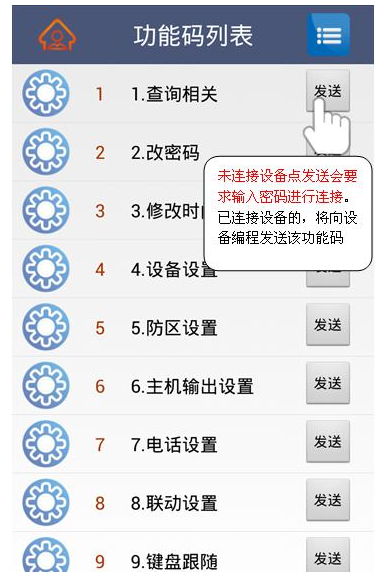 功能码列表
1 1.查询相关 发送
2 2.改密码
未连接设备点发送会要
求输入密码进行连接。
已连接设备的，将向设
备编程发送该功能码
3 3.修改时
4 4.设备设置
5 5.防区设置 发送
6 6.主机输出设置 发送
7 7.电话设置 发送
8 8.联动设置 发送
9 9.键盘跟随 发送